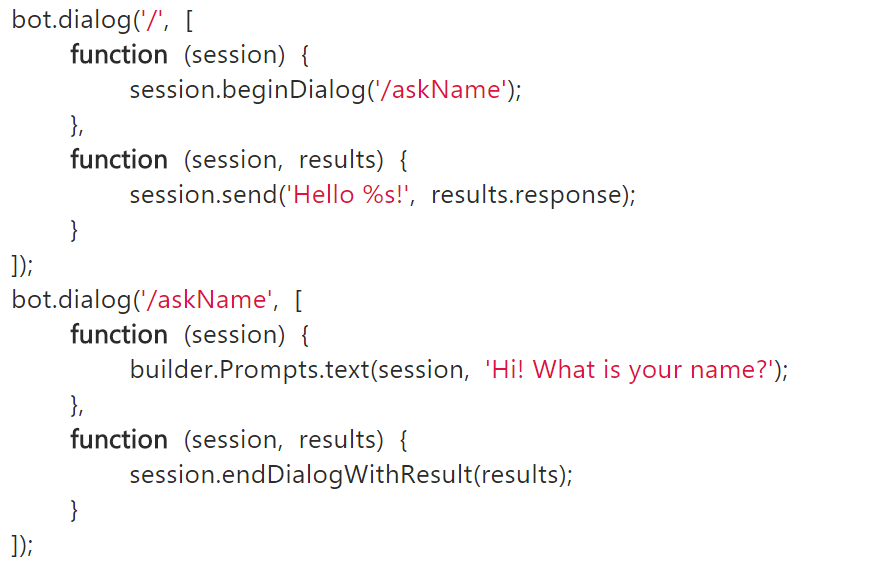 bot.dialog('/', [
function (session) {
session.beginDialog('/askName');
},
function (session, results) {
session.send('Hello %s!', results.response);
}
]);
bot.dialog('/askName', [
function (session) {
builder.Prompts.text(session, 'Hi! What is your name?');
},
function (session, results) {
session.endDialogWithResult(results);
}
]);